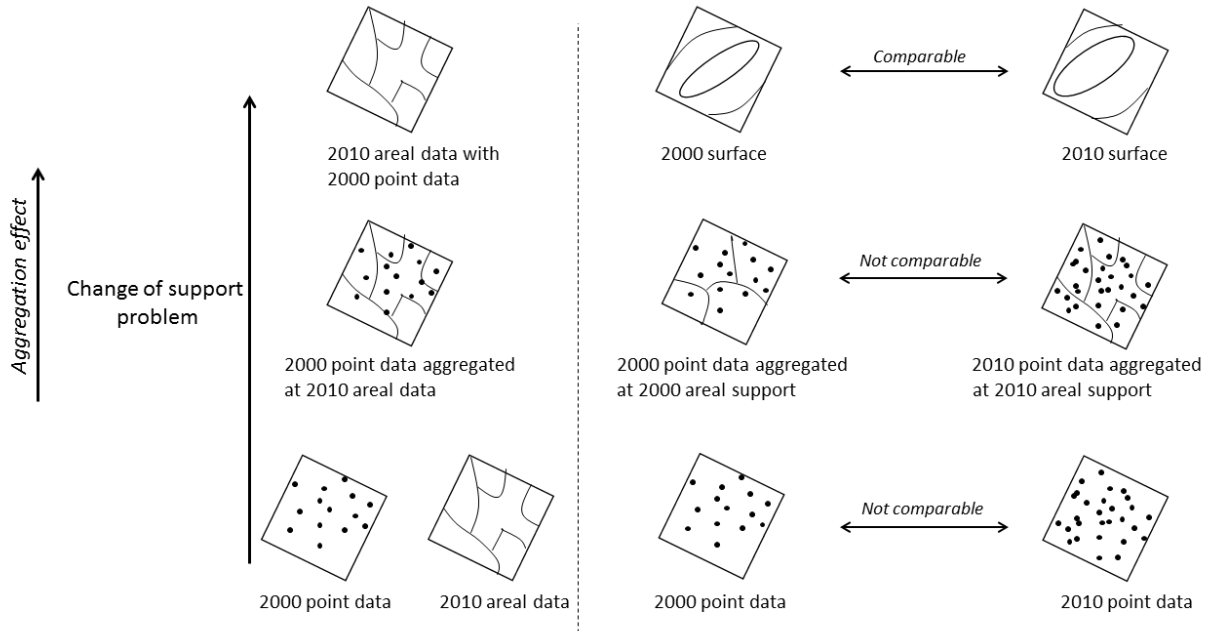 Aggregation effect
Change of support
problem
2010 areal data with
2000 point data
2000 point data aggregated
at 2010 areal data
2000 point data
2010 areal data
Comparable
2000 surface
2010 surface
Not comparable
2000 point data aggregated
at 2000 areal support
2010 point data aggregated
at 2010 areal support
Not comparable
2000 point data
2010 point data